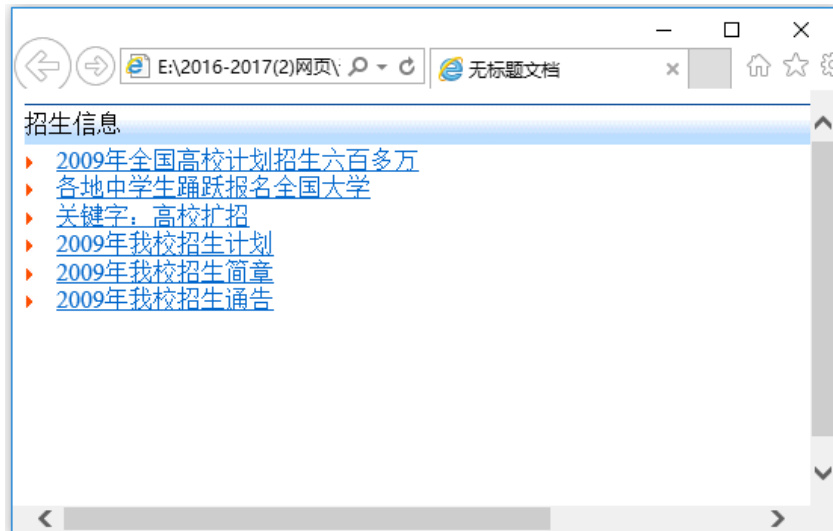 E:\2016-2017(2)网页\
无标题文档
招生信息
2009年全国高校计划招生六百多万
各地中学生踊跃报名全国大学
关键字：高校扩招
2009年我校招生计划
2009年我校招生简章
2009年我校招生通告